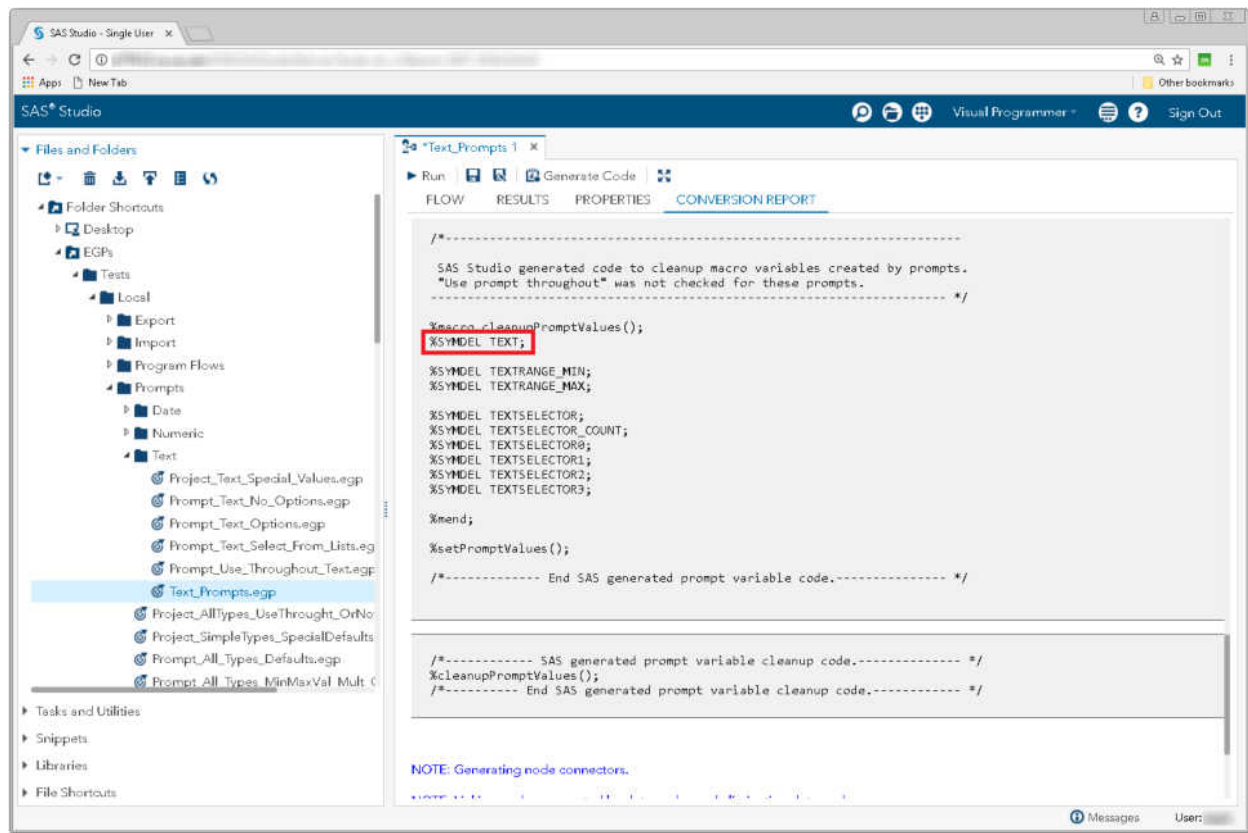 SAS Studio - Single User
Apps New Tab
Other bookmarks
SAS® Studio
Visual Programmer
Sign Out
Files and Folders
Folder Shortcuts
Desktop
EGPs
Tests
Local
Export
Import
Program Flows
Prompts
Date
Numeric
Text
Project_Text_Special_Values.egp
Prompt_Text_No_Options.egp
Prompt_Text_Options.egp
Prompt_Text_Select_From_Lists.eg
Prompt_Use_Throughout_Text.egp
Text_Prompts.egp
Project_AllTypes_UseThrought_OrNo
Project_SimpleTypes_SpecialDefaults
Prompt_All_Types_Defaults.egp
Prompt_All_Types_MinMaxVal_Mult_
Tasks and Utilities
Snippets
Libraries
File Shortcuts
*Text_Prompts 1
Run Generate Code
FLOW RESULTS PROPERTIES CONVERSION REPORT
/*----------------------------------------------------------------------
SAS Studio generated code to cleanup macro variables created by prompts.
"Use prompt throughout" was not checked for these prompts.
---------------------------------------------------------------------- */
%macro cleanupPromptValues();
%SYMDEL TEXT;
%SYMDEL TEXTRANGE_MIN;
%SYMDEL TEXTRANGE_MAX;
%SYMDEL TEXTSELECTOR;
%SYMDEL TEXTSELECTOR_COUNT;
%SYMDEL TEXTSELECTOR0;
%SYMDEL TEXTSELECTOR1;
%SYMDEL TEXTSELECTOR2;
%SYMDEL TEXTSELECTOR3;
%mend;
%setPromptValues();
/*------------- End SAS generated prompt variable code.--------------- */
/*------------ SAS generated prompt variable cleanup code.-------------- */
%cleanupPromptValues();
/*---------- End SAS generated prompt variable cleanup code.------------ */
NOTE: Generating node connectors.
Messages User: